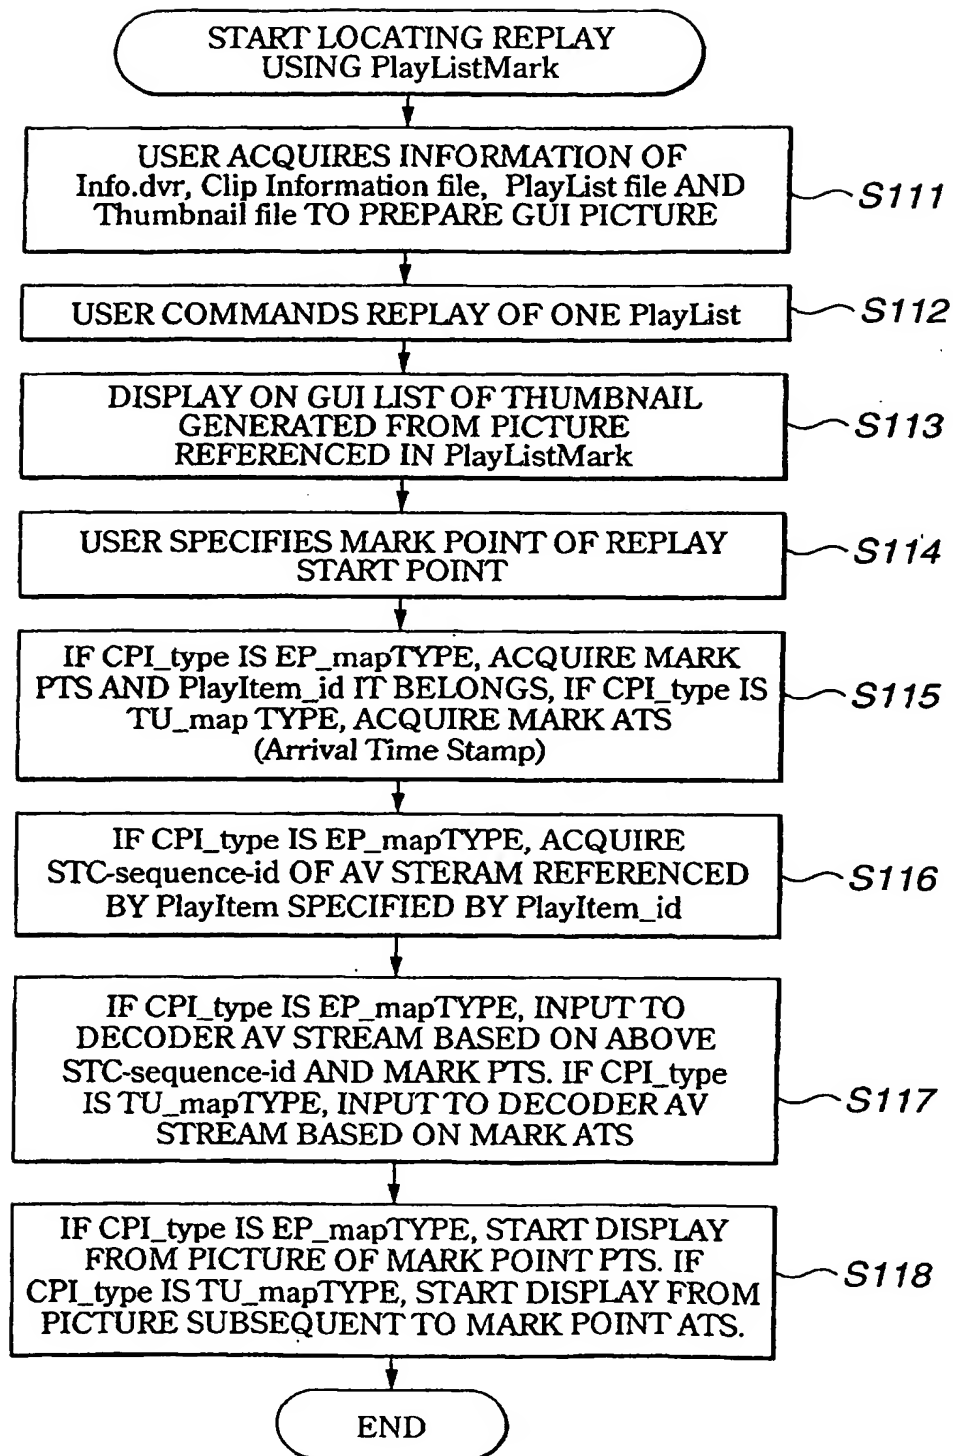 START LOCATING REPLAY
USING PlayListMark
USER ACQUIRES INFORMATION OF
Info.dvr, Clip Information file, PlayList file AND
Thumbnail file TO PREPARE GUI PICTURE
S111
USER COMMANDS REPLAY OF ONE PlayList
S112
DISPLAY ON GUI LIST OF THUMBNAIL
GENERATED FROM PICTURE
REFERENCED IN PlayListMark
S113
USER SPECIFIES MARK POINT OF REPLAY
START POINT
S114
IF CPI_type IS EP_mapTYPE, ACQUIRE MARK
PTS AND PlayItem_id IT BELONGS, IF CPI_type IS
TU_map TYPE, ACQUIRE MARK ATS
(Arrival Time Stamp)
S115
IF CPI_type IS EP_mapTYPE, ACQUIRE
STC-sequence-id OF AV STERAM REFERENCED
BY PlayItem SPECIFIED BY PlayItem_id
S116
IF CPI_type IS EP_mapTYPE, INPUT TO
DECODER AV STREAM BASED ON ABOVE
STC-sequence-id AND MARK PTS. IF CPI_type
IS TU_mapTYPE, INPUT TO DECODER AV
STREAM BASED ON MARK ATS
S117
IF CPI_type IS EP_mapTYPE, START DISPLAY
FROM PICTURE OF MARK POINT PTS. IF
CPI_type IS TU_mapTYPE, START DISPLAY FROM
PICTURE SUBSEQUENT TO MARK POINT ATS.
S118
END